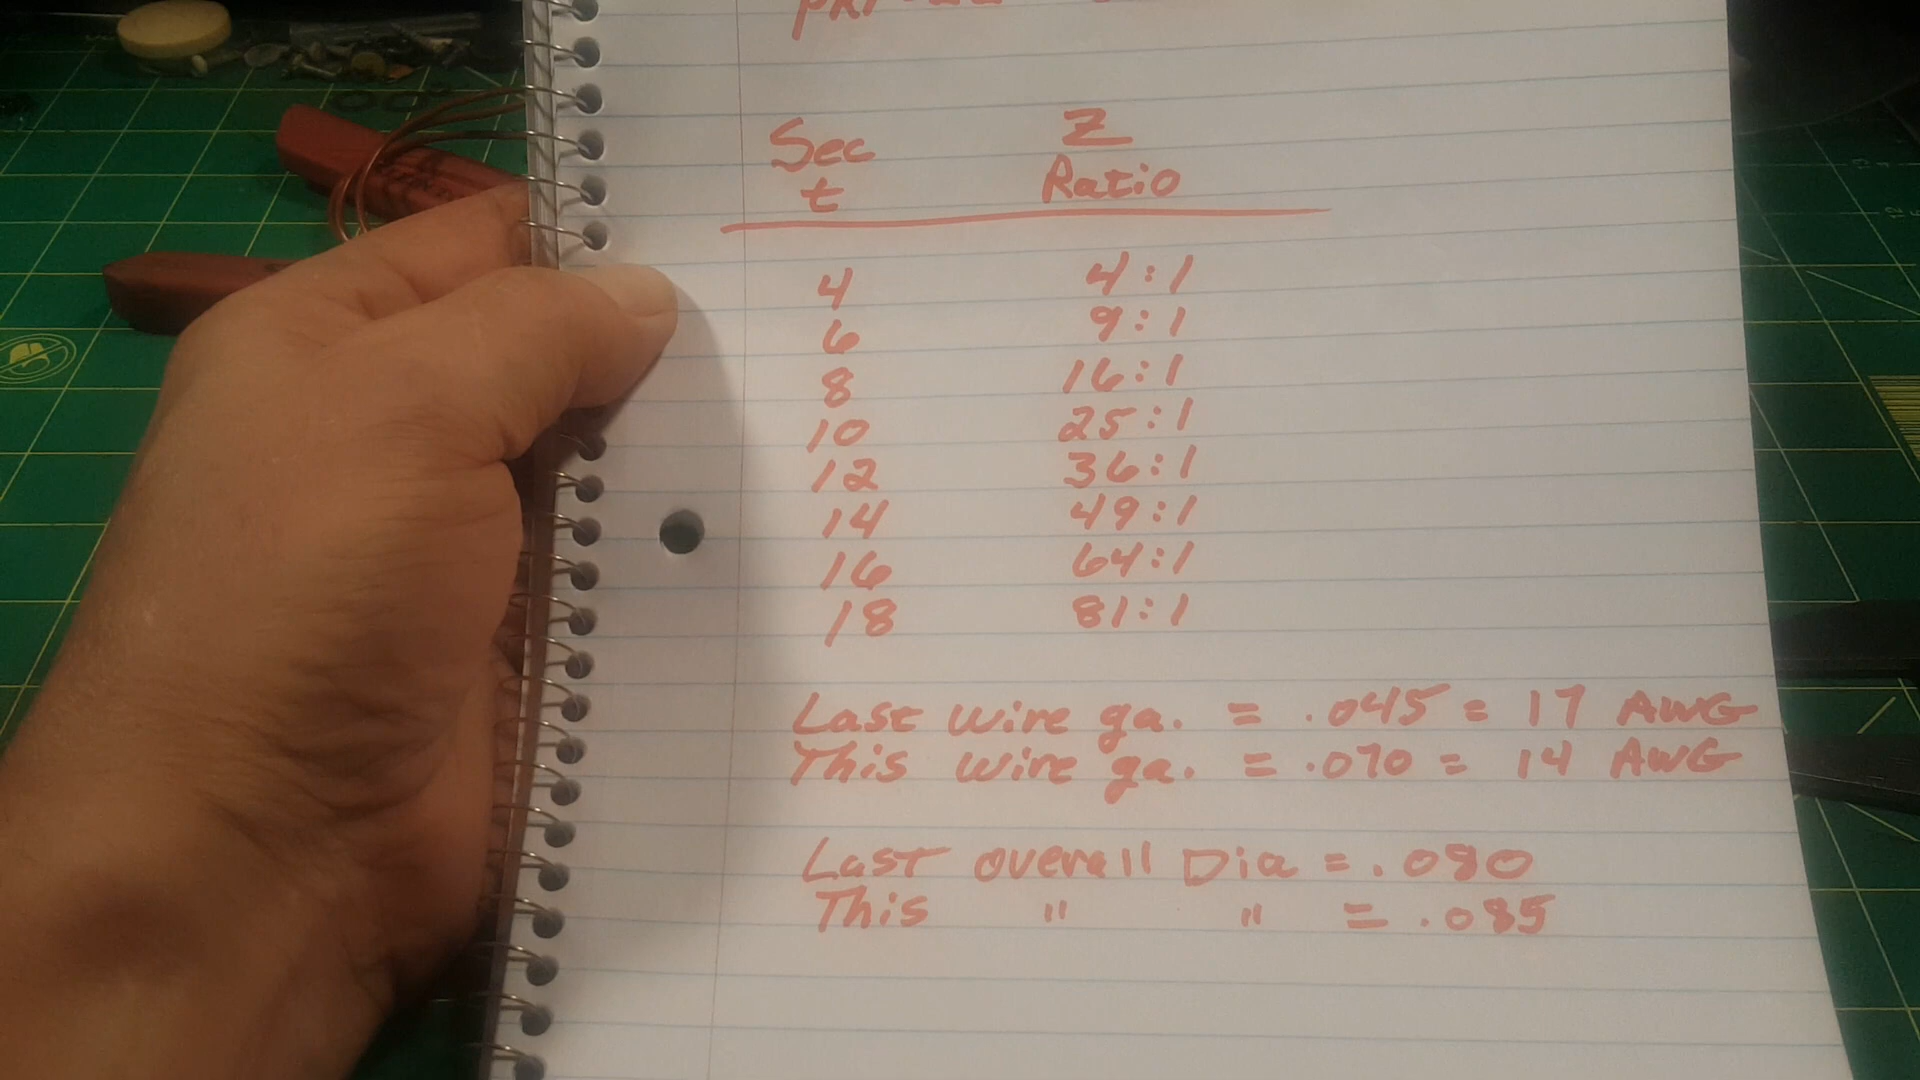 Sec Z
t Ratio
4 4:1
6 9:1
8 16:1
10 25:1
12 36:1
14 49:1
16 64:1
18 81:1
Last wire ga. = .045 = 17 AWG
This wire ga. = .070 = 14 AWG
Last overall Dia = .080
This " " = .085